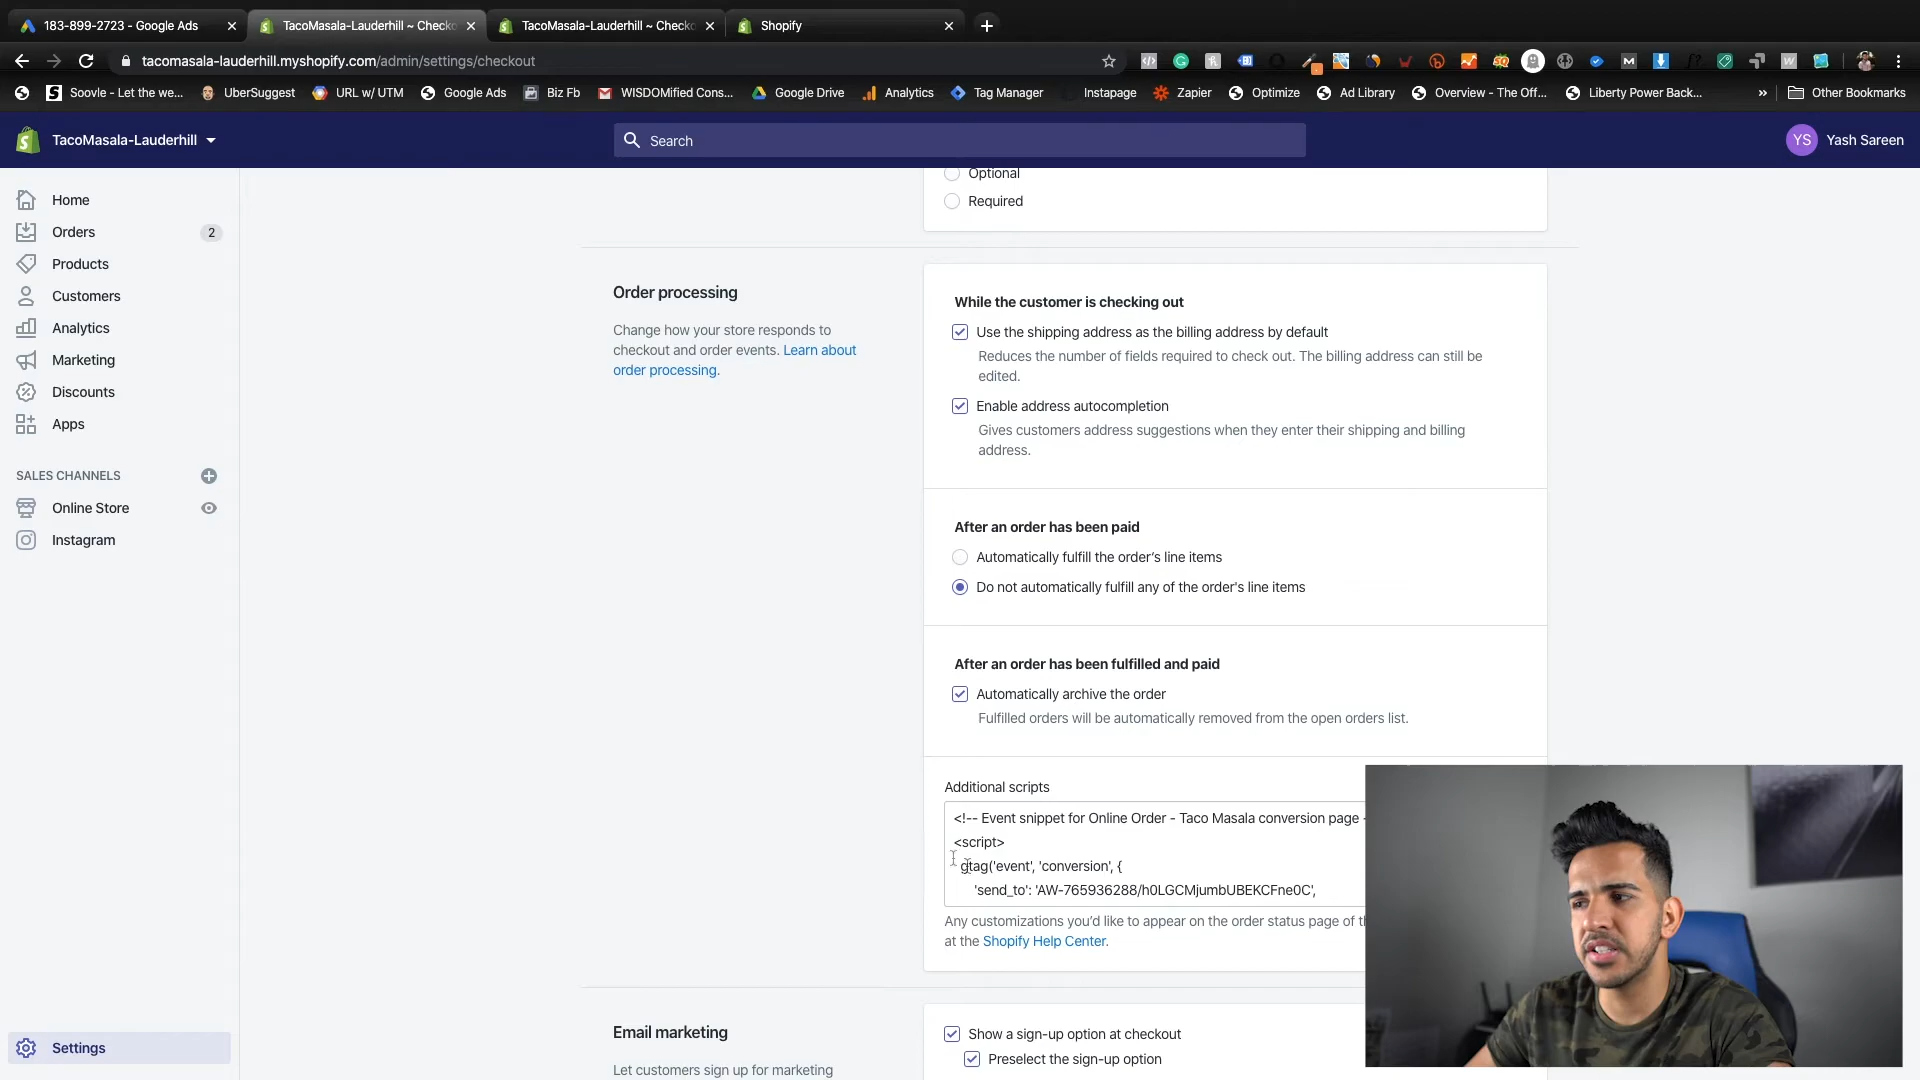 183-899-2723 - Google Ads
TacoMasala-Lauderhill ~ Checko
TacoMasala-Lauderhill ~ Checko
Shopify
tacomasala-lauderhill.myshopify.com/admin/settings/checkout
Soovle - Let the we...
UberSuggest
URL w/ UTM
Google Ads
Biz Fb
WISDOMified Cons...
Google Drive
Analytics
Tag Manager
Instapage
Zapier
Optimize
Ad Library
Overview - The Off...
Liberty Power Back...
»
Other Bookmarks
TacoMasala-Lauderhill
Search
YS
Yash Sareen
Home
Orders
2
Products
Customers
Analytics
Marketing
Discounts
Apps
SALES CHANNELS
Online Store
Instagram
Settings
Optional
Required
Order processing
Change how your store responds to
checkout and order events. Learn about
order processing.
While the customer is checking out
Use the shipping address as the billing address by default
Reduces the number of fields required to check out. The billing address can still be
edited.
Enable address autocompletion
Gives customers address suggestions when they enter their shipping and billing
address.
After an order has been paid
Automatically fulfill the order's line items
Do not automatically fulfill any of the order's line items
After an order has been fulfilled and paid
Automatically archive the order
Fulfilled orders will be automatically removed from the open orders list.
Additional scripts
<!-- Event snippet for Online Order - Taco Masala conversion page -
<script>
gtag('event', 'conversion', {
'send_to': 'AW-765936288/h0LGCMjumbUBEKCFne0C',
Any customizations you'd like to appear on the order status page of
at the Shopify Help Center.
Email marketing
Let customers sign up for marketing
Show a sign-up option at checkout
Preselect the sign-up option